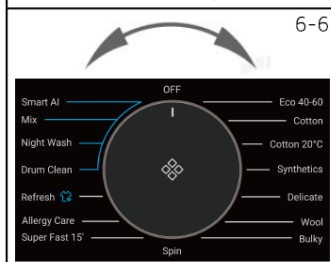 6-6
OFF
Smart AI
Mix
Night Wash
Drum Clean
Refresh
Allergy Care
Super Fast 15'
Spin
Eco 40-60
Cotton
Cotton 20°C
Synthetics
Delicate
Wool
Bulky